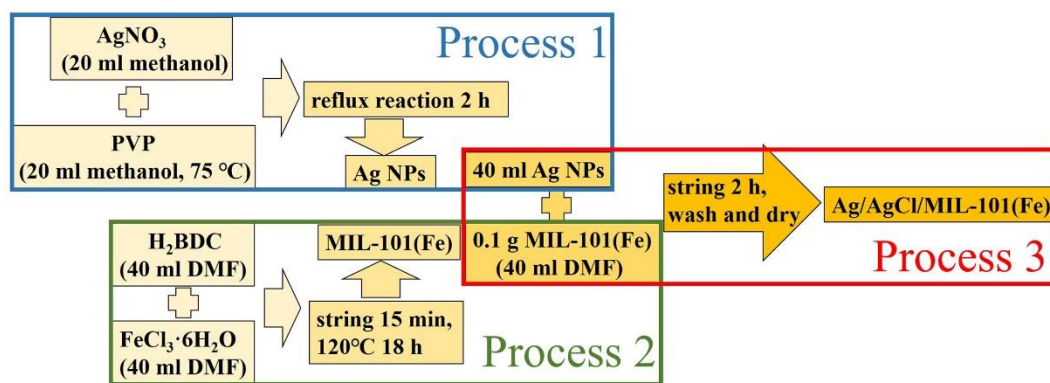 AgNO₃
(20 ml methanol)
Process 1
reflux reaction 2 h
PVP
(20 ml methanol, 75 ℃)
Ag NPs
40 ml Ag NPs
string 2 h,
wash and dry
Ag/AgCl/MIL-101(Fe)
H₂BDC
(40 ml DMF)
MIL-101(Fe)
0.1 g MIL-101(Fe)
(40 ml DMF)
Process 3
FeCl₃·6H₂O
(40 ml DMF)
string 15 min,
120℃ 18 h
Process 2